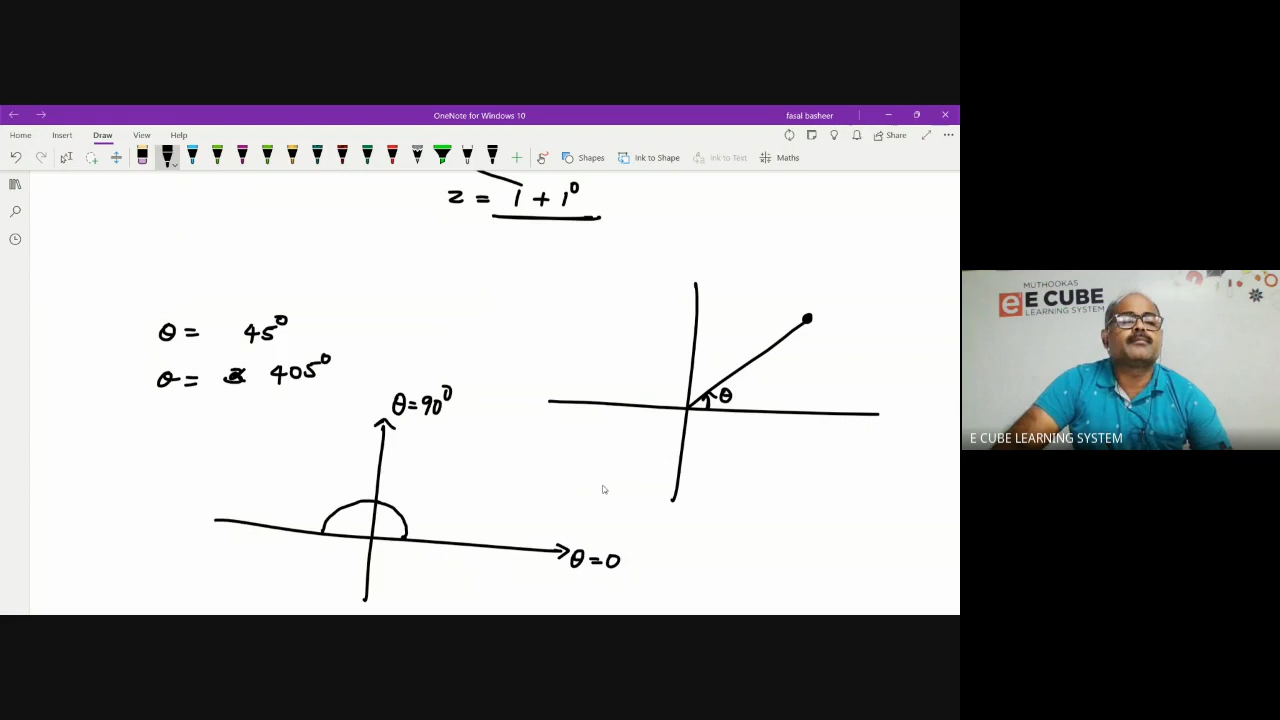 OneNote for Windows 10
fasal basheer
Home Insert Draw View Help
Share
Shapes Ink to Shape Ink to Text Maths
z = 1 + i
θ = 45°
θ = 405°
θ=90°
θ=0
θ
MUTHOOKAS
e E CUBE
LEARNING SYSTEM
E CUBE LEARNING SYSTEM